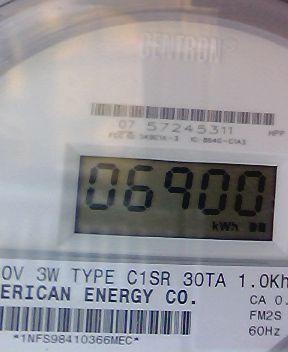 CENTRON®
07 57245311
HPP
06900
kWh
0V 3W TYPE C1SR 30TA 1.0Kh
ERICAN ENERGY CO.
CA 0.
FM2S
60Hz
*1NFS98410366MEC*